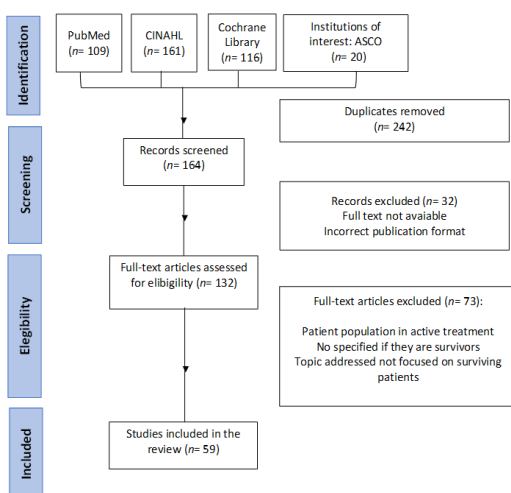 Identification
PubMed
(n= 109)
CINAHL
(n= 161)
Cochrane
Library
(n= 116)
Institutions of
interest: ASCO
(n= 20)
Duplicates removed
(n= 242)
Screening
Records screened
(n= 164)
Records excluded (n= 32)
Full text not avaiable
Incorrect publication format
Elegibility
Full-text articles assessed
for elibigility (n= 132)
Full-text articles excluded (n= 73):
Patient population in active treatment
No specified if they are survivors
Topic addressed not focused on surviving
patients
Included
Studies included in the
review (n= 59)